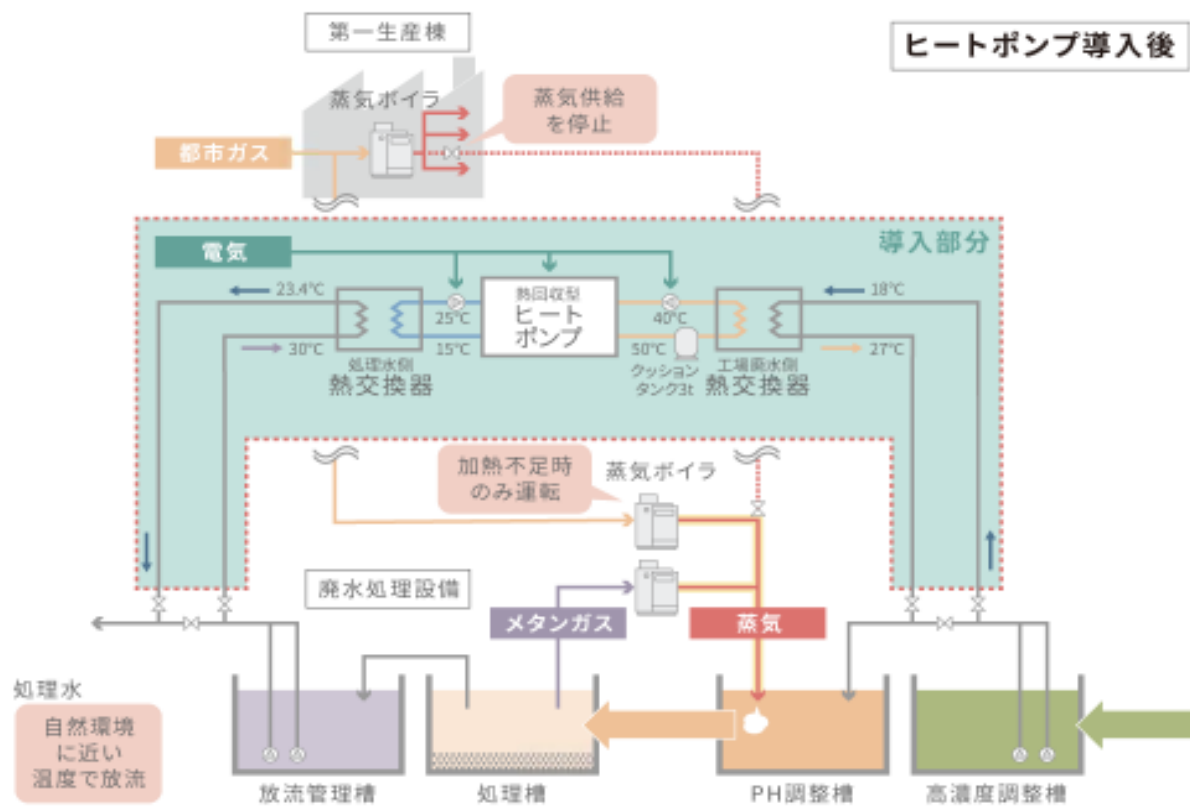 第一生産棟
ヒートポンプ導入後
蒸気ボイラ
蒸気供給
を停止
都市ガス
導入部分
電気
23.4℃
30℃
処理水側
熱交換器
25℃
15℃
熱回収型
ヒート
ポンプ
40℃
50℃
クッション
タンク3t
工場廃水側
熱交換器
18℃
27℃
加熱不足時
のみ運転
蒸気ボイラ
廃水処理設備
メタンガス
蒸気
処理水
自然環境
に近い
温度で放流
放流管理槽
処理槽
PH調整槽
高濃度調整槽